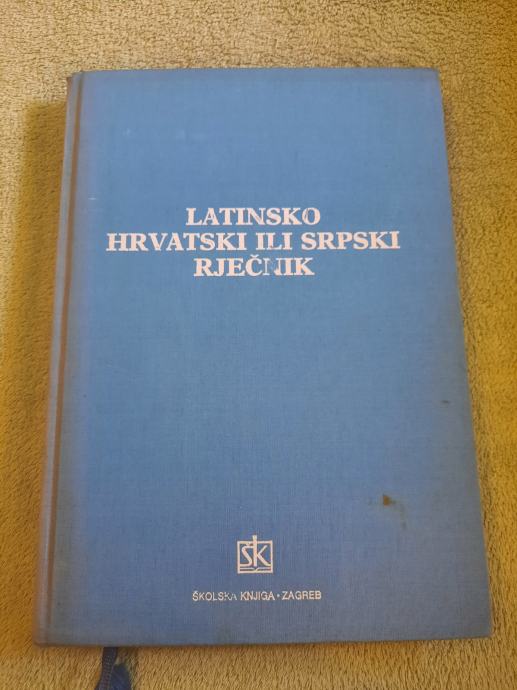 LATINSKO
HRVATSKI ILI SRPSKI
RJEČNIK
ŠK
ŠKOLSKA KNJIGA • ZAGREB